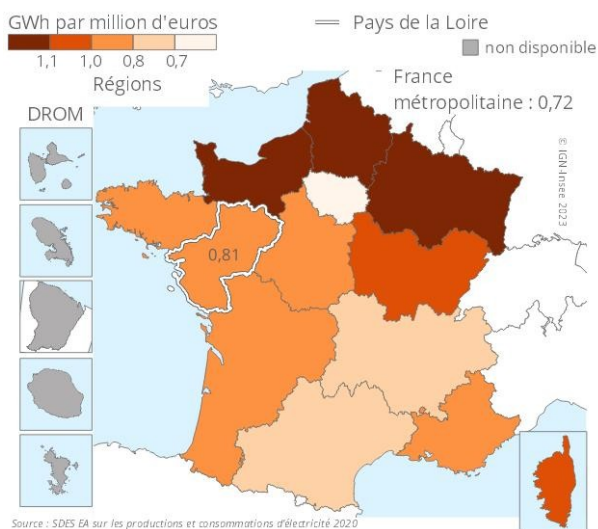 GWh par million d'euros
1,1 1,0 0,8 0,7
Régions
Pays de la Loire
non disponible
France
métropolitaine : 0,72
DROM
© IGN-Insee 2023
0,81
Source : SDES EA sur les productions et consommations d'électricité 2020